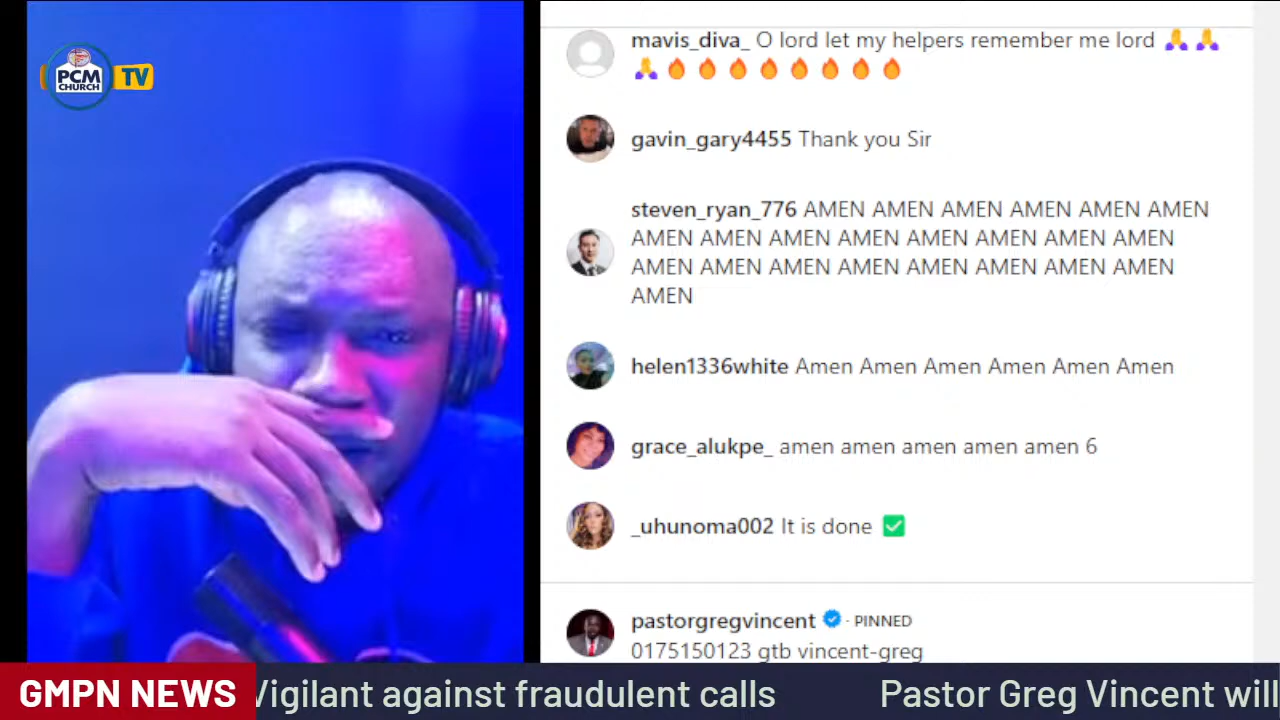 PCM
CHURCH
TV
mavis_diva_ O lord let my helpers remember me lord 🙏 🙏
🙏 🔥 🔥 🔥 🔥 🔥 🔥 🔥 🔥
gavin_gary4455 Thank you Sir
steven_ryan_776 AMEN AMEN AMEN AMEN AMEN AMEN
AMEN AMEN AMEN AMEN AMEN AMEN AMEN AMEN
AMEN AMEN AMEN AMEN AMEN AMEN AMEN AMEN
AMEN
helen1336white Amen Amen Amen Amen Amen Amen
grace_alukpe_ amen amen amen amen amen 6
_uhunoma002 It is done ✅
pastorgregvincent · PINNED
0175150123 gtb vincent-greg
GMPN NEWS
Vigilant against fraudulent calls
Pastor Greg Vincent will